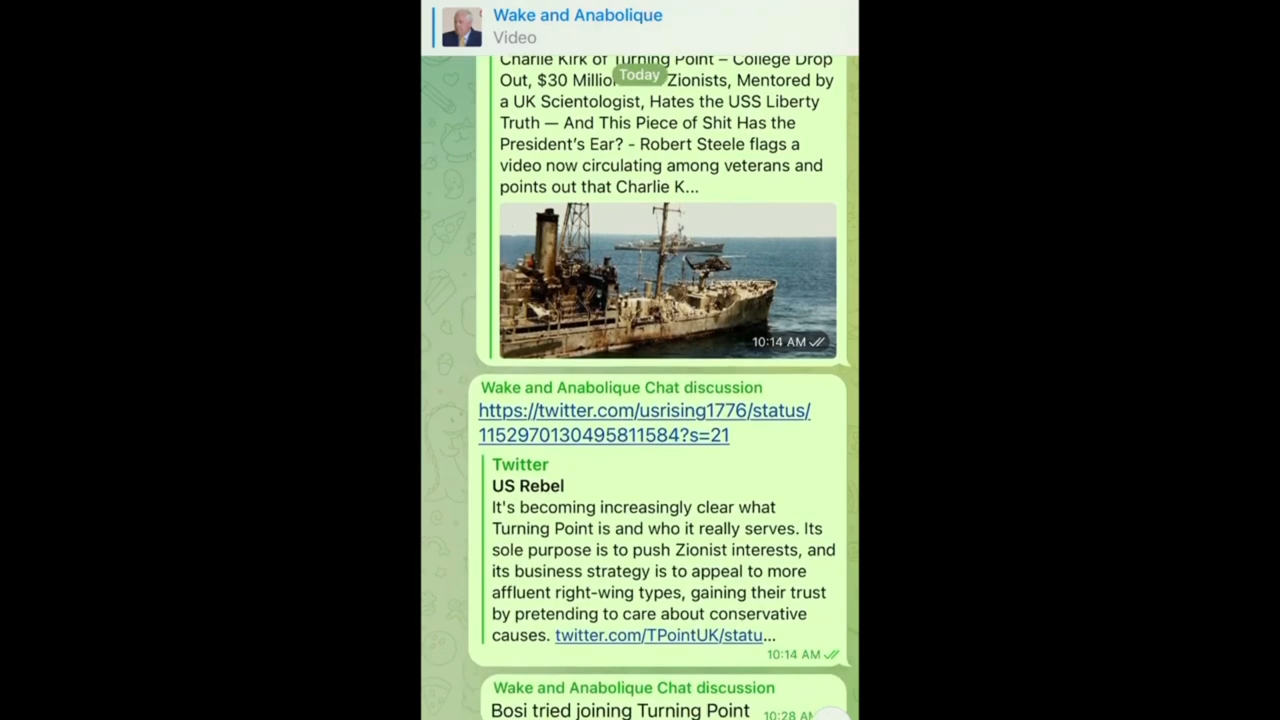 Wake and Anabolique
Video
Charlie Kirk of Turning Point – College Drop
Today
Out, $30 Millio Zionists, Mentored by
a UK Scientologist, Hates the USS Liberty
Truth — And This Piece of Shit Has the
President's Ear? - Robert Steele flags a
video now circulating among veterans and
points out that Charlie K...
10:14 AM
Wake and Anabolique Chat discussion
https://twitter.com/usrising1776/status/
1152970130495811584?s=21
Twitter
US Rebel
It's becoming increasingly clear what
Turning Point is and who it really serves. Its
sole purpose is to push Zionist interests, and
its business strategy is to appeal to more
affluent right-wing types, gaining their trust
by pretending to care about conservative
causes. twitter.com/TPointUK/statu...
10:14 AM
Wake and Anabolique Chat discussion
Bosi tried joining Turning Point
10:28 AM